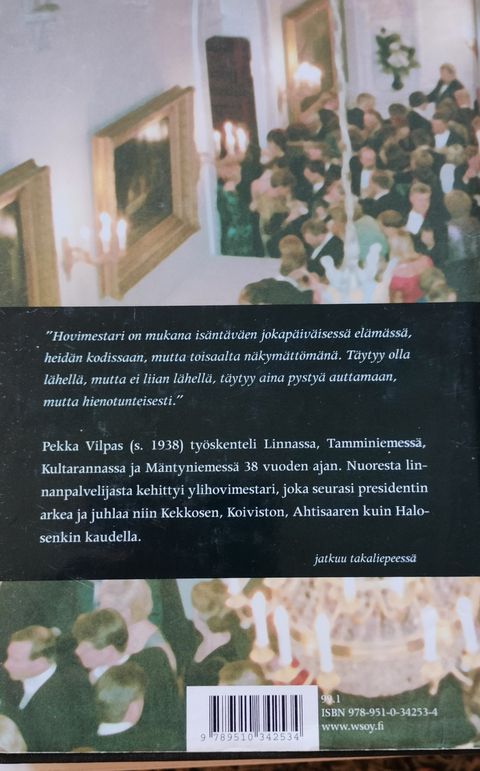 "Hovimestari on mukana isäntäväen jokapäiväisessä elämässä,
heidän kodissaan, mutta toisaalta näkymättömänä. Täytyy olla
lähellä, mutta ei liian lähellä, täytyy aina pystyä auttamaan,
mutta hienotunteisesti."
Pekka Vilpas (s. 1938) työskenteli Linnassa, Tamminiemessä,
Kultarannassa ja Mäntyniemessä 38 vuoden ajan. Nuoresta lin-
nanpalvelijasta kehittyi ylihovimestari, joka seurasi presidentin
arkea ja juhlaa niin Kekkosen, Koiviston, Ahtisaaren kuin Halo-
senkin kaudella.
jatkuu takaliepeessä
99.1
ISBN 978-951-0-34253-4
www.wsoy.fi
9 789510 342534